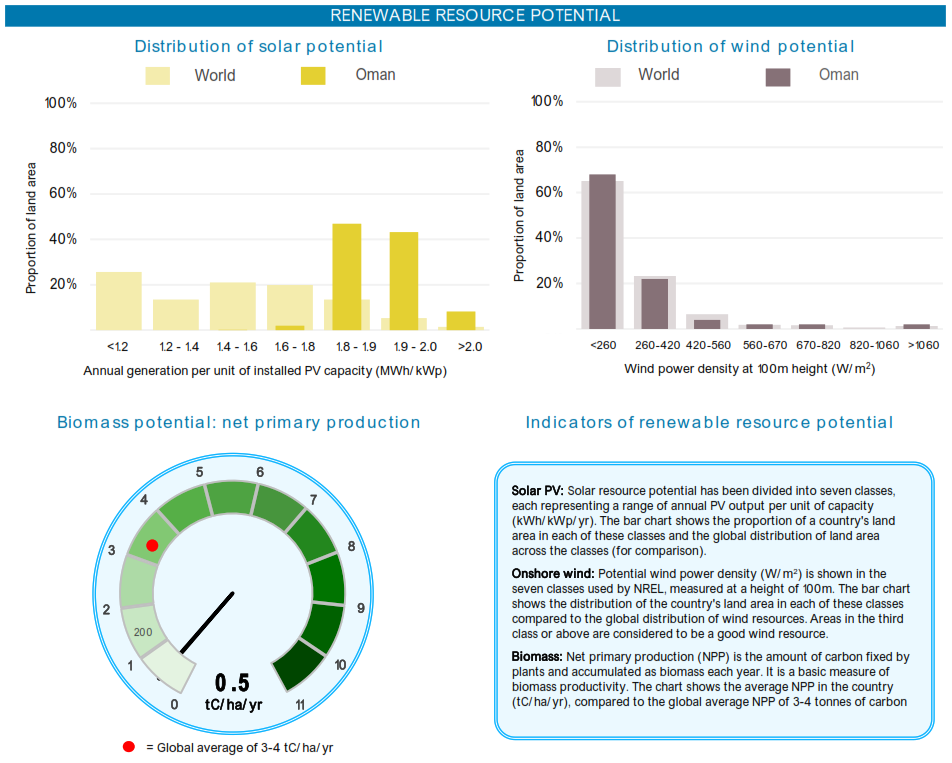 RENEWABLE RESOURCE POTENTIAL
Distribution of solar potential
World
Oman
100%
80%
60%
40%
20%
Proportion of land area
<1.2
1.2 - 1.4
1.4 - 1.6
1.6 - 1.8
1.8 - 1.9
1.9 - 2.0
>2.0
Annual generation per unit of installed PV capacity (MWh/kWp)
Distribution of wind potential
World
Oman
100%
80%
60%
40%
20%
Proportion of land area
<260
260-420
420-560
560-670
670-820
820-1060
>1060
Wind power density at 100m height (W/m²)
Biomass potential: net primary production
0
1
2
3
4
5
6
7
8
9
10
11
200
0.5
tC/ha/yr
= Global average of 3-4 tC/ha/yr
Indicators of renewable resource potential
Solar PV: Solar resource potential has been divided into seven classes,
each representing a range of annual PV output per unit of capacity
(kWh/kWp/yr). The bar chart shows the proportion of a country's land
area in each of these classes and the global distribution of land area
across the classes (for comparison).
Onshore wind: Potential wind power density (W/m²) is shown in the
seven classes used by NREL, measured at a height of 100m. The bar chart
shows the distribution of the country's land area in each of these classes
compared to the global distribution of wind resources. Areas in the third
class or above are considered to be a good wind resource.
Biomass: Net primary production (NPP) is the amount of carbon fixed by
plants and accumulated as biomass each year. It is a basic measure of
biomass productivity. The chart shows the average NPP in the country
(tC/ha/yr), compared to the global average NPP of 3-4 tonnes of carbon